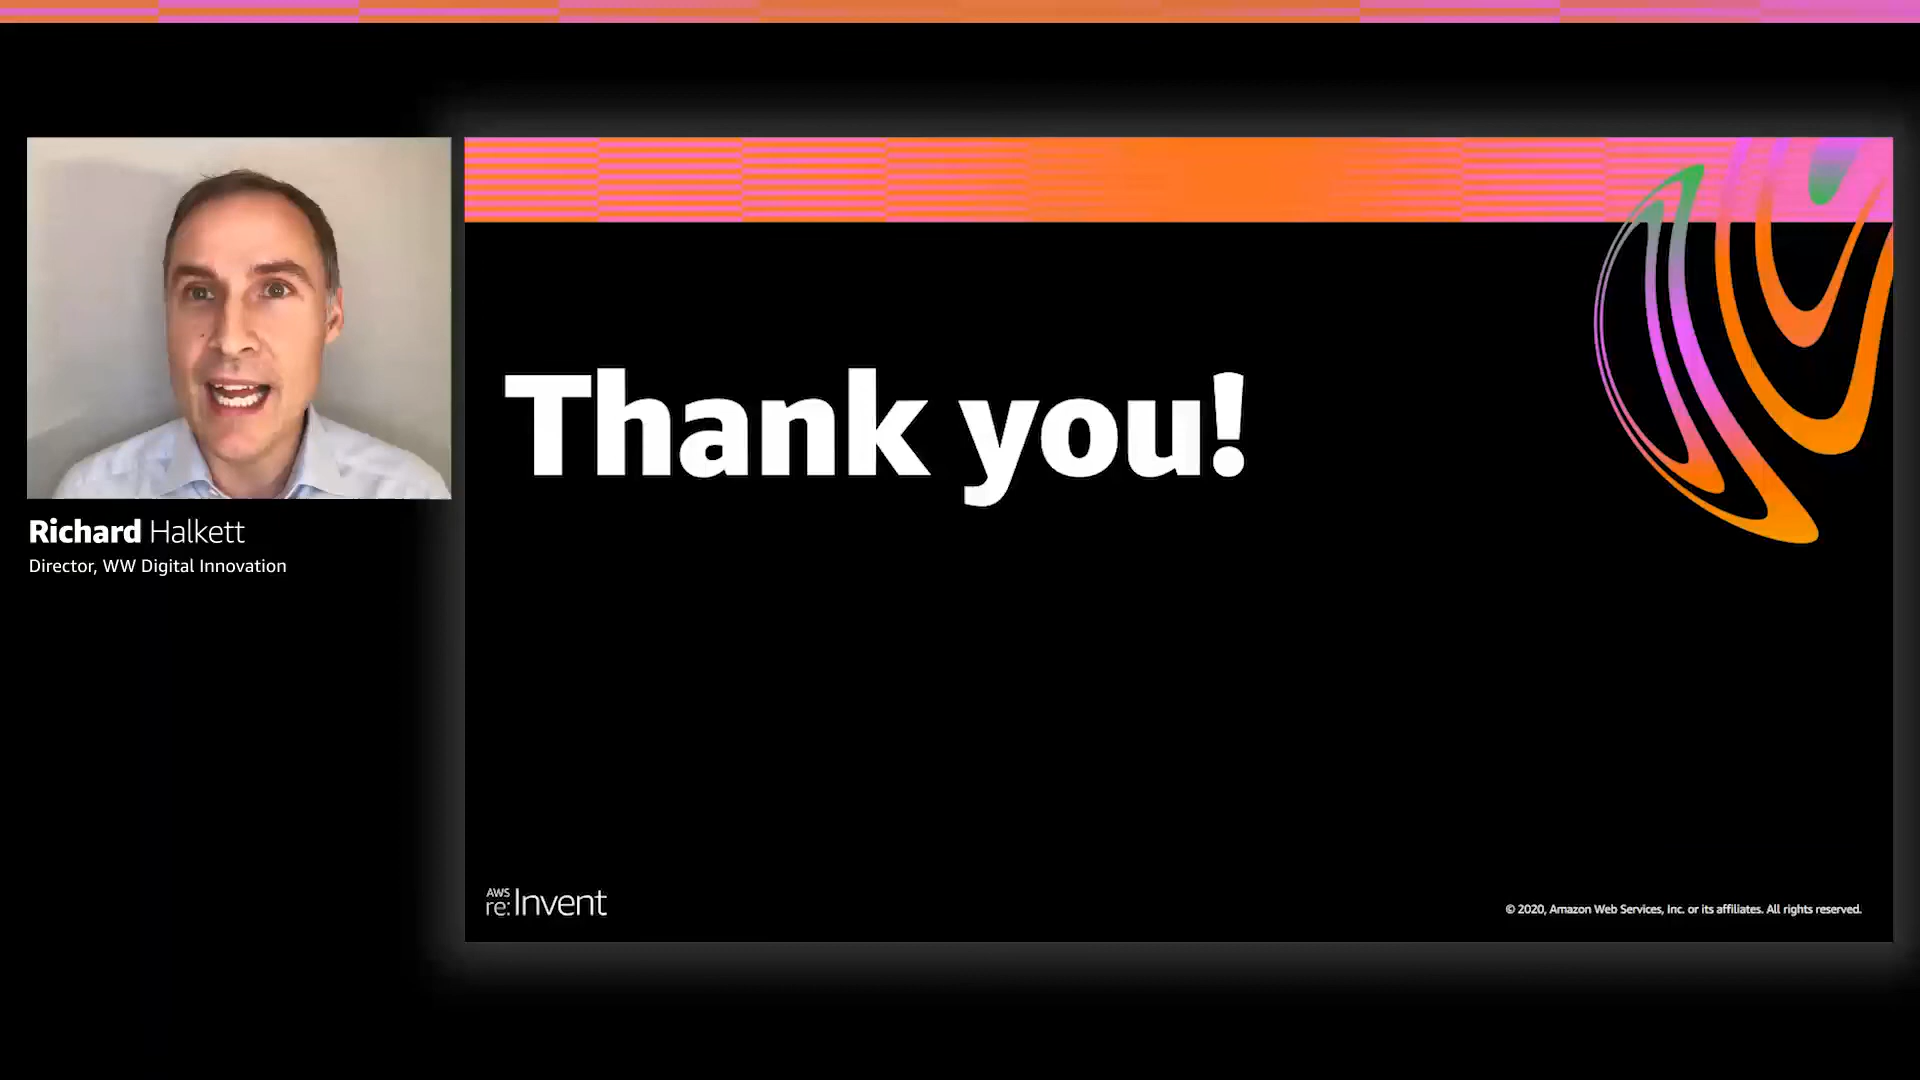 Richard Halkett
Director, WW Digital Innovation
Thank you!
AWS
re:Invent
© 2020, Amazon Web Services, Inc. or its affiliates. All rights reserved.